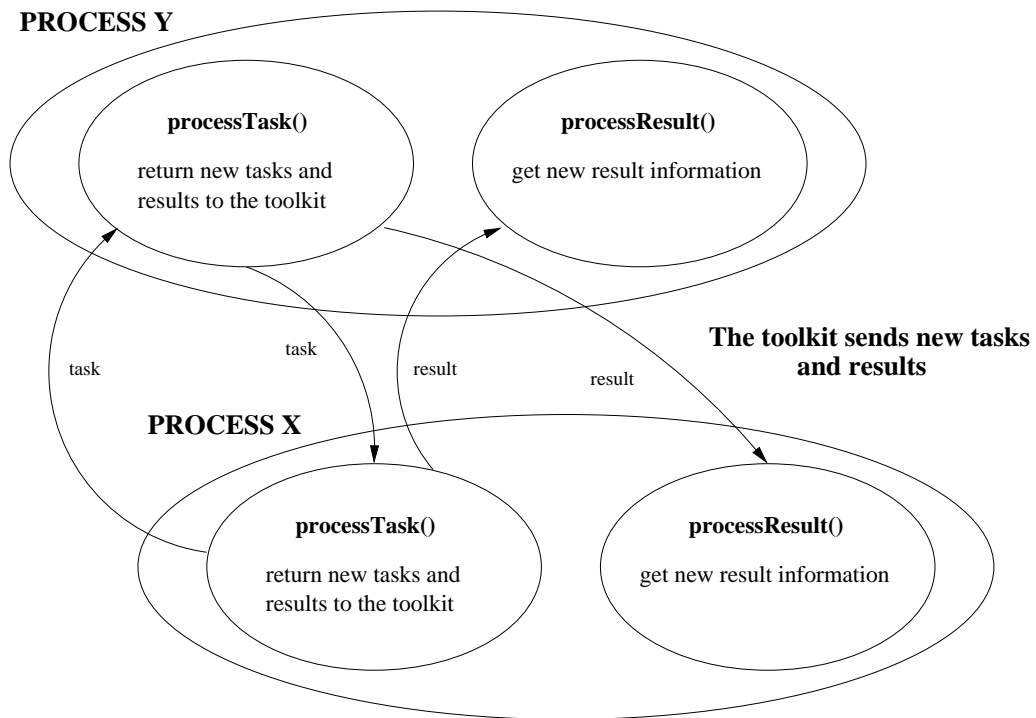 PROCESS Y
processTask()
return new tasks and
results to the toolkit
processResult()
get new result information
task
task
result
result
The toolkit sends new tasks
and results
PROCESS X
processTask()
return new tasks and
results to the toolkit
processResult()
get new result information